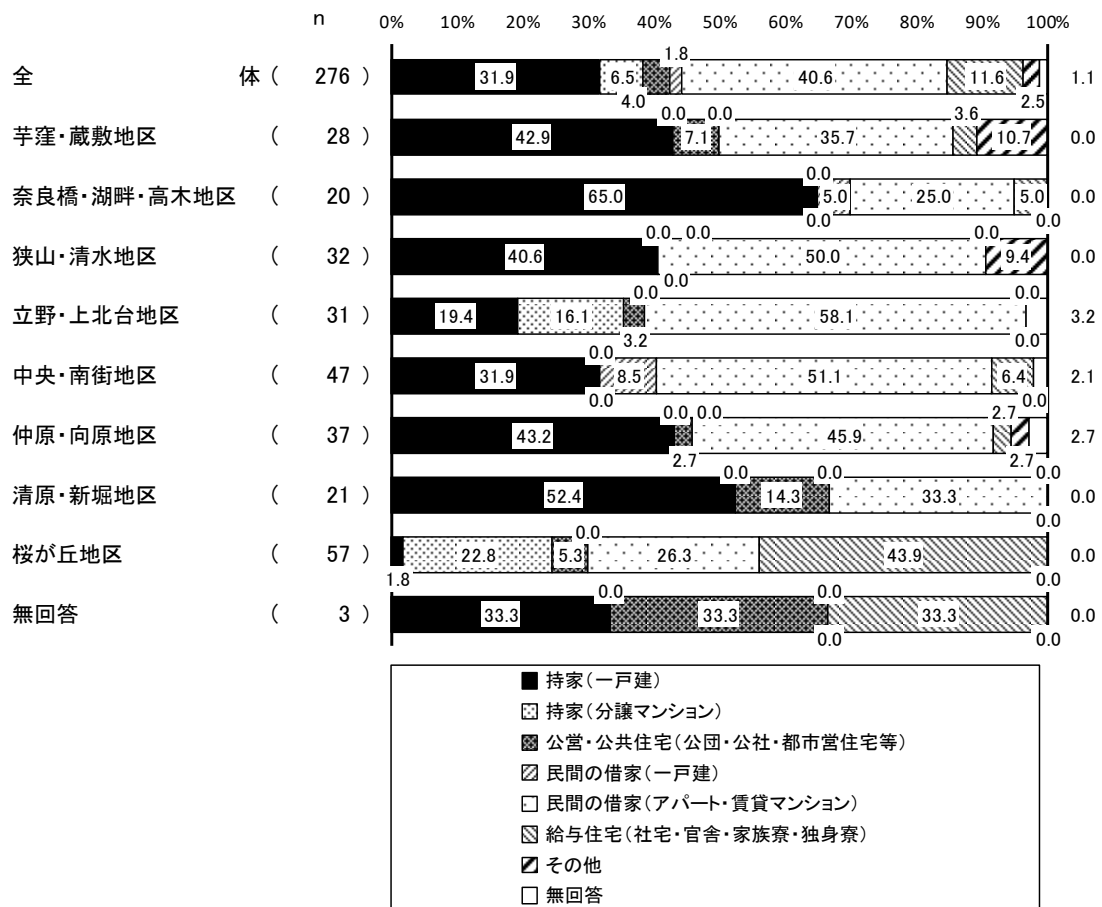 n 0% 10% 20% 30% 40% 50% 60% 70% 80% 90% 100%
1.8
全 体 ( 276 ) 31.9 6.5 40.6 11.6 1.1
4.0 2.5
0.0 0.0 3.6
芋窪・蔵敷地区 ( 28 ) 42.9 7.1 35.7 10.7 0.0
0.0
奈良橋・湖畔・高木地区 ( 20 ) 65.0 5.0 25.0 5.0 0.0
0.0 0.0
0.0 0.0 0.0
狭山・清水地区 ( 32 ) 40.6 50.0 9.4 0.0
0.0
0.0 0.0
立野・上北台地区 ( 31 ) 19.4 16.1 58.1 3.2
3.2 0.0
0.0
中央・南街地区 ( 47 ) 31.9 8.5 51.1 6.4 2.1
0.0 0.0
0.0 0.0 2.7
仲原・向原地区 ( 37 ) 43.2 45.9 2.7
2.7 2.7
0.0 0.0 0.0
清原・新堀地区 ( 21 ) 52.4 14.3 33.3 0.0
0.0
0.0
桜が丘地区 ( 57 ) 22.8 5.3 26.3 43.9 0.0
1.8 0.0
0.0 0.0
無回答 ( 3 ) 33.3 33.3 33.3 0.0
0.0 0.0
持家(一戸建)
持家(分譲マンション)
公営・公共住宅(公団・公社・都市営住宅等)
民間の借家(一戸建)
民間の借家(アパート・賃貸マンション)
給与住宅(社宅・官舎・家族寮・独身寮)
その他
無回答